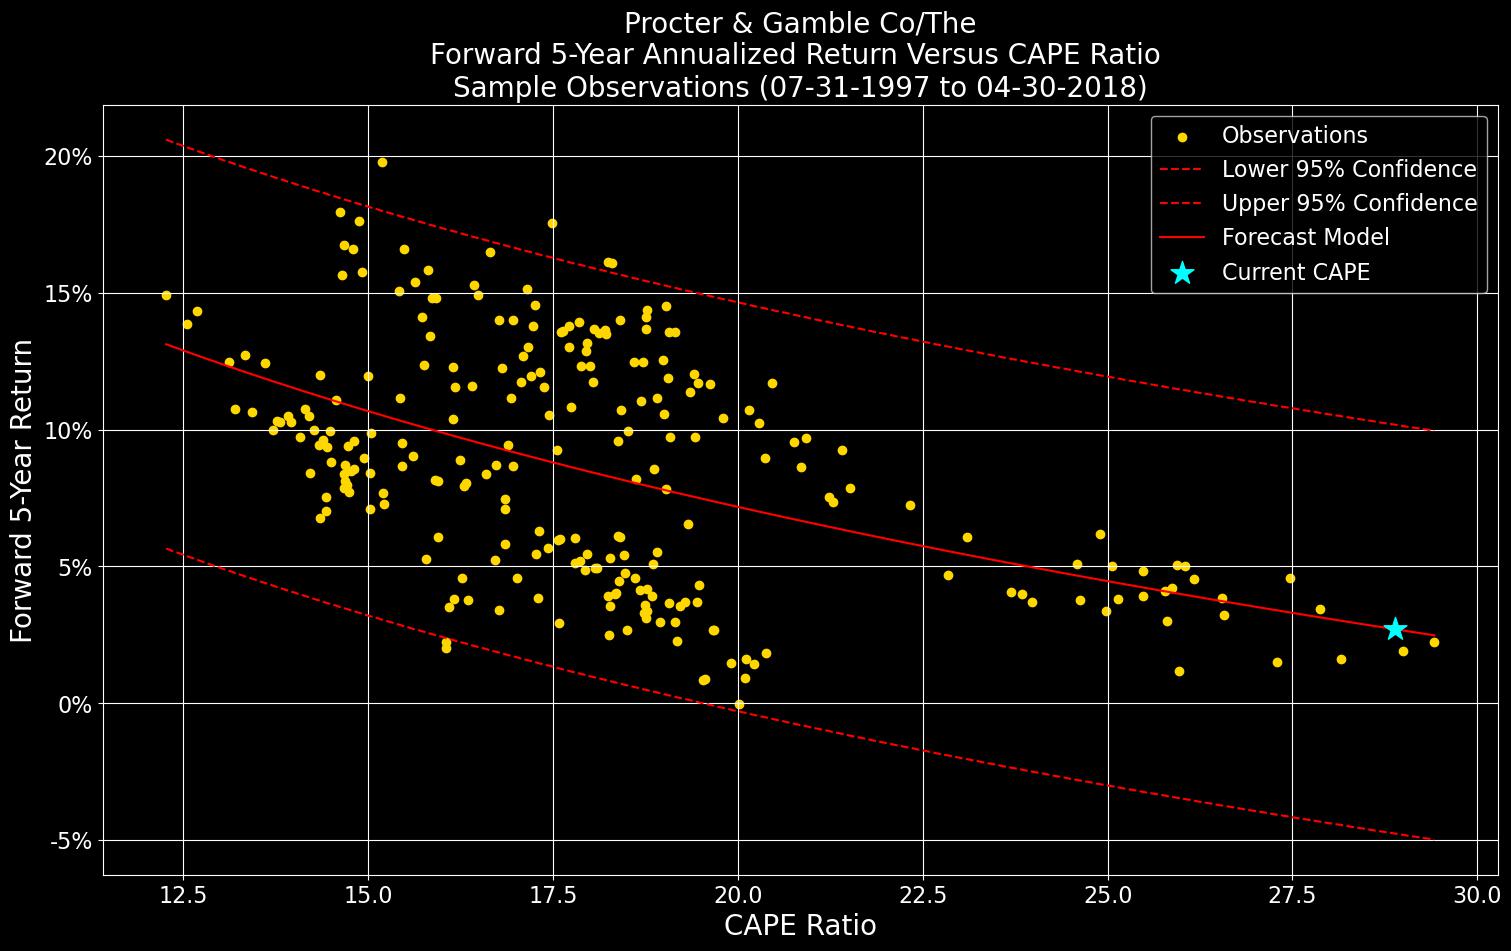 Procter & Gamble Co/The
Forward 5-Year Annualized Return Versus CAPE Ratio
Sample Observations (07-31-1997 to 04-30-2018)
Observations
Lower 95% Confidence
Upper 95% Confidence
Forecast Model
Current CAPE
Forward 5-Year Return
20%
15%
10%
5%
0%
-5%
12.5 15.0 17.5 20.0 22.5 25.0 27.5 30.0
CAPE Ratio